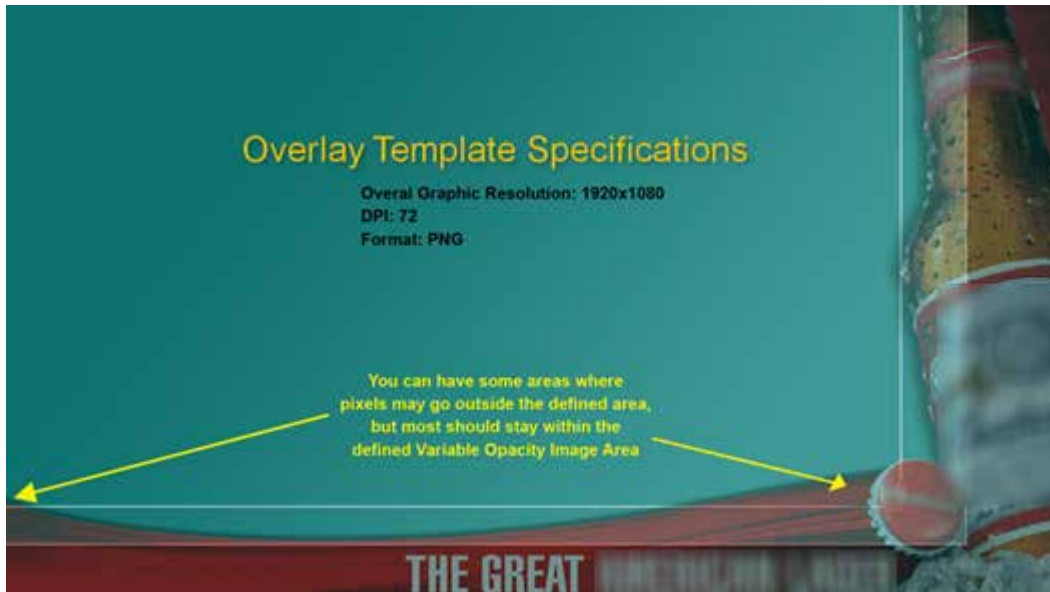 Overlay Template Specifications
Overal Graphic Resolution: 1920x1080
DPI: 72
Format: PNG
You can have some areas where
pixels may go outside the defined area,
but most should stay within the
defined Variable Opacity Image Area
THE GREAT